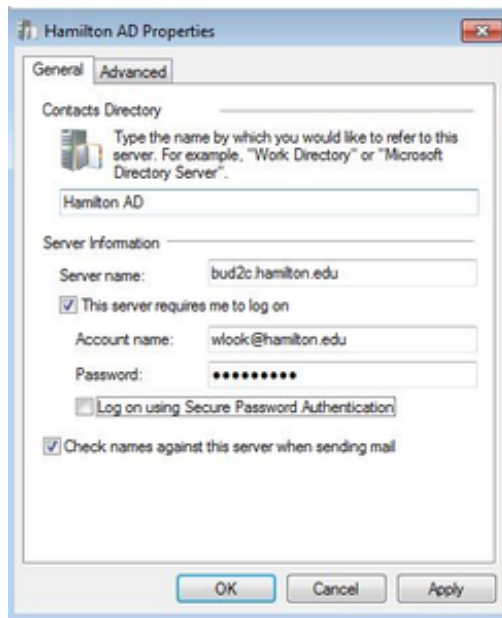 Hamilton AD Properties
General Advanced
Contacts Directory
Type the name by which you would like to refer to this
server. For example, "Work Directory" or "Microsoft
Directory Server".
Hamilton AD
Server Information
Server name: bud2c.hamilton.edu
This server requires me to log on
Account name: wlook@hamilton.edu
Password: ●●●●●●●●●
Log on using Secure Password Authentication
Check names against this server when sending mail
OK Cancel Apply